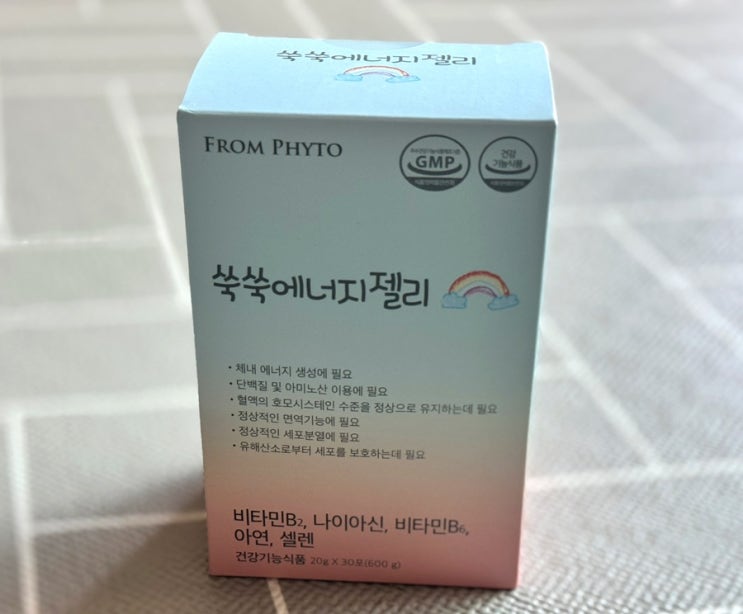 쑥쑥에너지젤리
FROM PHYTO
GMP
건강
기능식품
쑥쑥에너지젤리
• 체내 에너지 생성에 필요
• 단백질 및 아미노산 이용에 필요
• 혈액의 호모시스테인 수준을 정상으로 유지하는데 필요
• 정상적인 면역기능에 필요
• 정상적인 세포분열에 필요
• 유해산소로부터 세포를 보호하는데 필요
비타민B₂, 나이아신, 비타민B₆,
아연, 셀렌
건강기능식품 20g X 30포(600 g)